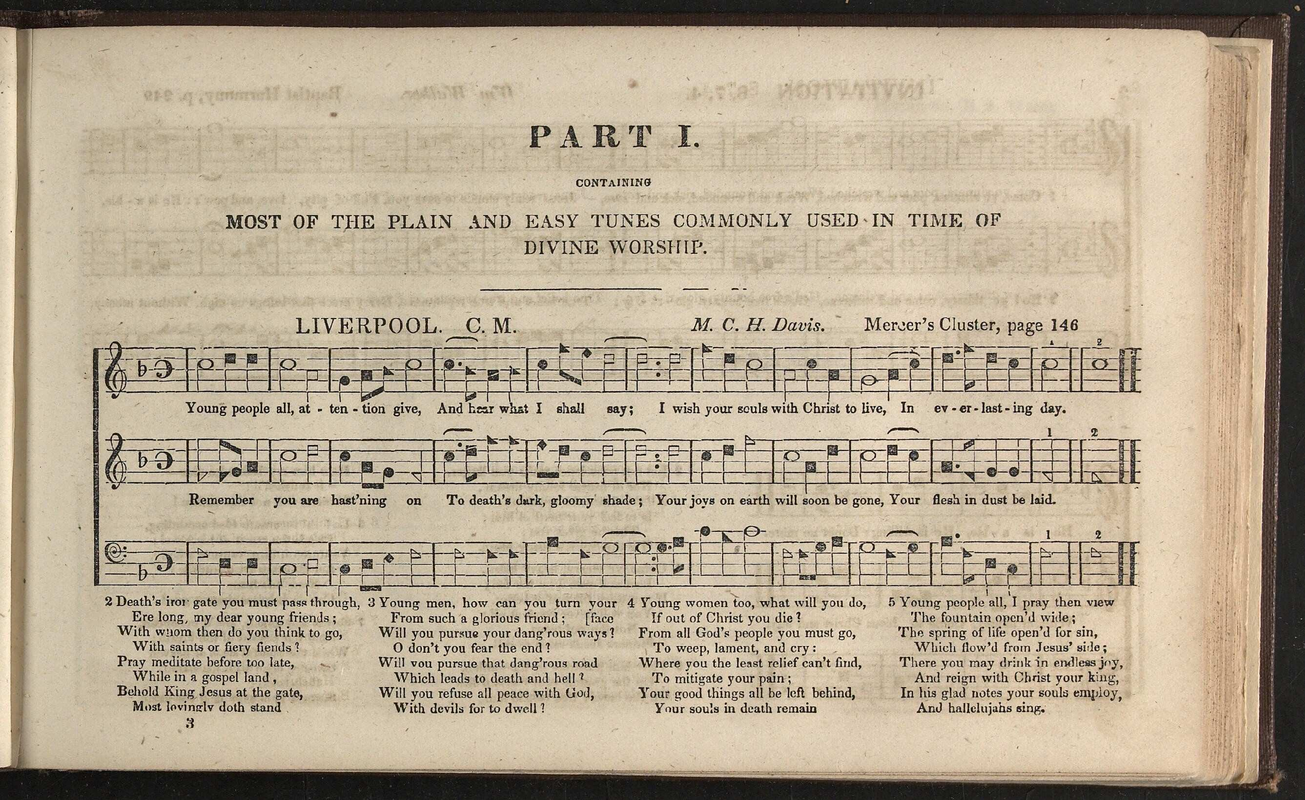 PART I.
CONTAINING
MOST OF THE PLAIN AND EASY TUNES COMMONLY USED IN TIME OF
DIVINE WORSHIP.
LIVERPOOL. C. M. M. C. H. Davis. Mercer's Cluster, page 146
1 2
Young people all, at - ten - tion give, And hear what I shall say; I wish your souls with Christ to live, In ev - er - last - ing day.
1 2
Remember you are hast'ning on To death's dark, gloomy shade; Your joys on earth will soon be gone, Your flesh in dust be laid.
1 2
2 Death's iron gate you must pass through,
Ere long, my dear young friends;
With whom then do you think to go,
With saints or fiery fiends?
Pray meditate before too late,
While in a gospel land,
Behold King Jesus at the gate,
Most lovingly doth stand
3 Young men, how can you turn your
From such a glorious friend; [face
Will you pursue your dang'rous ways?
O don't you fear the end?
Will you pursue that dang'rous road
Which leads to death and hell?
Will you refuse all peace with God,
With devils for to dwell?
4 Young women too, what will you do,
If out of Christ you die?
From all God's people you must go,
To weep, lament, and cry:
Where you the least relief can't find,
To mitigate your pain;
Your good things all be left behind,
Your souls in death remain
5 Young people all, I pray then view
The fountain open'd wide;
The spring of life open'd for sin,
Which flow'd from Jesus' side;
There you may drink in endless joy,
And reign with Christ your king,
In his glad notes your souls employ,
And hallelujahs sing.
3